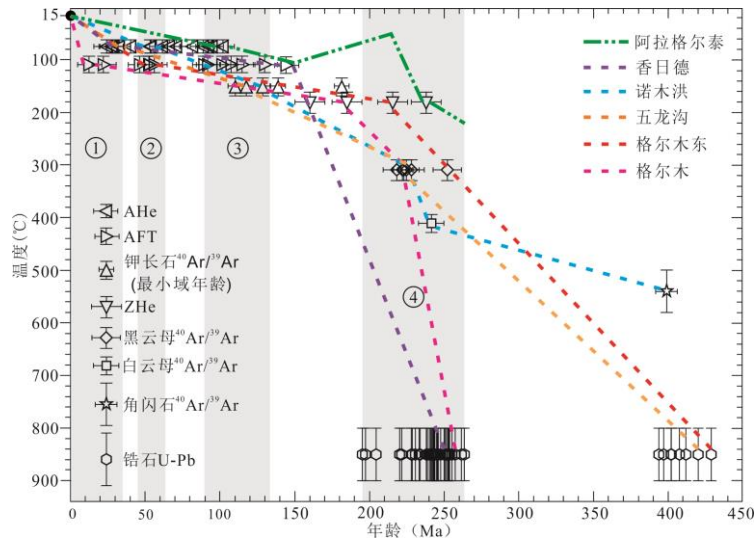 15
100
200
300
400
500
600
700
800
900
温度(℃)
0
50
100
150
200
250
300
350
400
450
年龄 (Ma)
①
②
③
④
阿拉格尔泰
香日德
诺木洪
五龙沟
格尔木东
格尔木
AHe
AFT
钾长石⁴⁰Ar/³⁹Ar
(最小域年龄)
ZHe
黑云母⁴⁰Ar/³⁹Ar
白云母⁴⁰Ar/³⁹Ar
角闪石⁴⁰Ar/³⁹Ar
锆石U-Pb